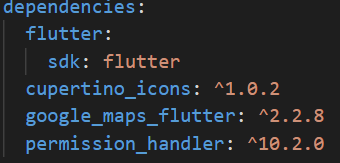 dependencies:
  flutter:
    sdk: flutter
  cupertino_icons: ^1.0.2
  google_maps_flutter: ^2.2.8
  permission_handler: ^10.2.0